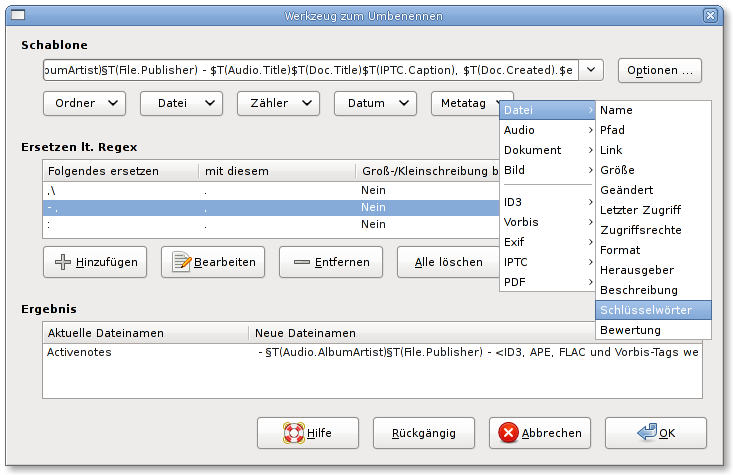 Werkzeug zum Umbenennen
Schablone
bumArtist)§T(File.Publisher) - $T(Audio.Title)$T(Doc.Title)$T(IPTC.Caption), $T(Doc.Created).$e
Optionen ...
Ordner Datei Zähler Datum Metatag
Ersetzen lt. Regex
Folgendes ersetzen mit diesem Groß-/Kleinschreibung b
,\ . Nein
- , , Nein
: . Nein
Hinzufügen Bearbeiten Entfernen Alle löschen
Datei
Audio
Dokument
Bild
ID3
Vorbis
Exif
IPTC
PDF
Name
Pfad
Link
Größe
Geändert
Letzter Zugriff
Zugriffsrechte
Format
Herausgeber
Beschreibung
Schlüsselwörter
Bewertung
Ergebnis
Aktuelle Dateinamen Neue Dateinamen
Activenotes - §T(Audio.AlbumArtist)§T(File.Publisher) - <ID3, APE, FLAC und Vorbis-Tags we
Hilfe Rückgängig Abbrechen OK